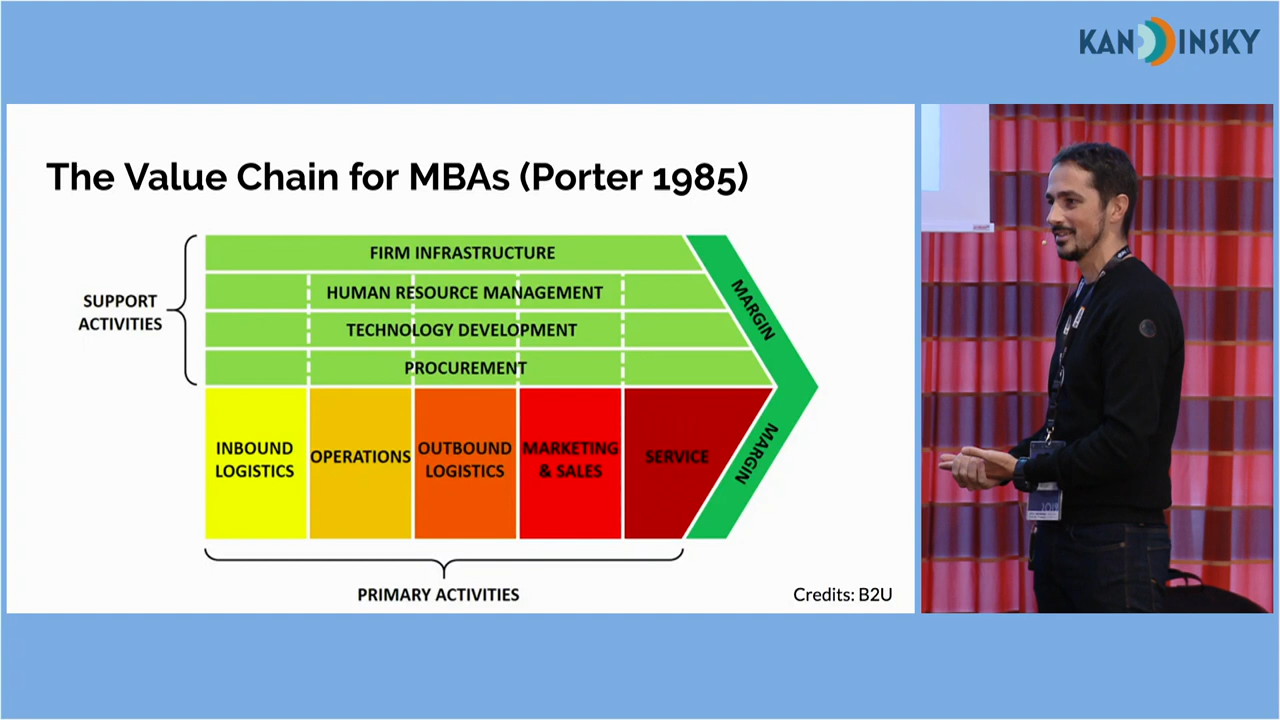 KANDDINSKY
The Value Chain for MBAs (Porter 1985)
SUPPORT
ACTIVITIES
FIRM INFRASTRUCTURE
HUMAN RESOURCE MANAGEMENT
TECHNOLOGY DEVELOPMENT
PROCUREMENT
MARGIN
INBOUND
LOGISTICS
OPERATIONS
OUTBOUND
LOGISTICS
MARKETING
& SALES
SERVICE
MARGIN
PRIMARY ACTIVITIES
Credits: B2U